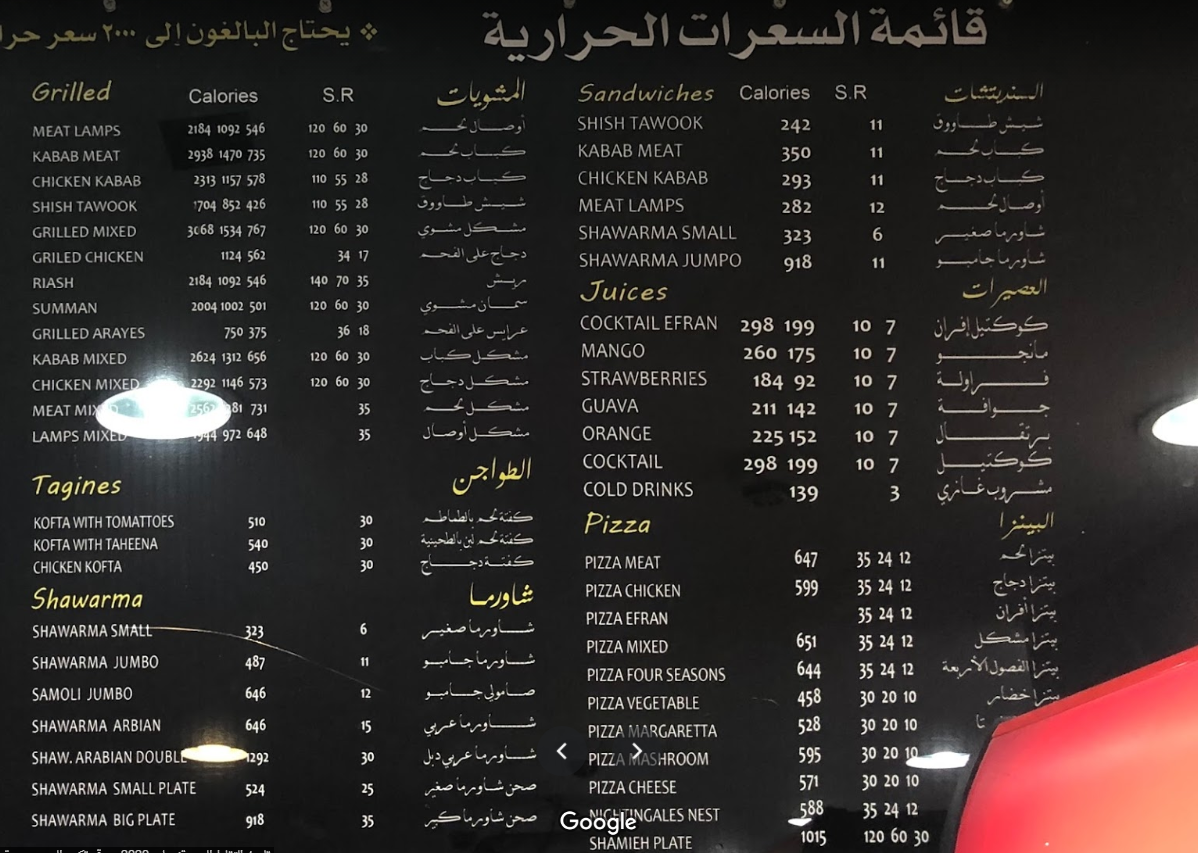 قائمة السعرات الحرارية
❖ يحتاج البالغون إلى ٢٠٠٠ سعر
Grilled Calories S.R المشويات
MEAT LAMPS 2184 1092 546 120 60 30 أوصال لحم
KABAB MEAT 2938 1470 735 120 60 30 كباب لحم
CHICKEN KABAB 2313 1157 578 110 55 28 كباب دجاج
SHISH TAWOOK 1704 852 426 110 55 28 شيش طاووق
GRILLED MIXED 3068 1534 767 120 60 30 مشكل مشوي
GRILED CHICKEN 1124 562 34 17 دجاج على الفحم
RIASH 2184 1092 546 140 70 35 مريش
SUMMAN 2004 1002 501 120 60 30 سمان مشوي
GRILLED ARAYES 750 375 36 18 عرايس على الفحم
KABAB MIXED 2624 1312 656 120 60 30 مشكل كباب
CHICKEN MIXED 2292 1146 573 120 60 30 مشكل دجاج
MEAT MIXED 731 35 مشكل لحم
LAMPS MIXED 1944 972 648 35 مشكل أوصال
Tagines الطواجن
KOFTA WITH TOMATTOES 510 30 كفتة لحم بالطماطم
KOFTA WITH TAHEENA 540 30 كفتة لحم بالطحينية
CHICKEN KOFTA 450 30 كفتة دجاج
Shawarma شاورما
SHAWARMA SMALL 323 6 شاورما صغير
SHAWARMA JUMBO 487 11 شاورما جامبو
SAMOLI JUMBO 646 12 صامولي جامبو
SHAWARMA ARBIAN 646 15 شاورما عربي
SHAW. ARABIAN DOUBLE 1292 30 شاورما عربي دبل
SHAWARMA SMALL PLATE 524 25 صحن شاورما صغير
SHAWARMA BIG PLATE 918 35 صحن شاورما كبير
Sandwiches Calories S.R السنديتشات
SHISH TAWOOK 242 11 شيش طاووق
KABAB MEAT 350 11 كباب لحم
CHICKEN KABAB 293 11 كباب دجاج
MEAT LAMPS 282 12 أوصال لحم
SHAWARMA SMALL 323 6 شاورما صغير
SHAWARMA JUMPO 918 11 شاورما جامبو
Juices العصيرات
COCKTAIL EFRAN 298 199 10 7 كوكتيل إفران
MANGO 260 175 10 7 مانجو
STRAWBERRIES 184 92 10 7 فراولة
GUAVA 211 142 10 7 جوافة
ORANGE 225 152 10 7 برتقال
COCKTAIL 298 199 10 7 كوكتيل
COLD DRINKS 139 3 مشروب غازي
Pizza البيتزا
PIZZA MEAT 647 35 24 12 بيتزا لحم
PIZZA CHICKEN 599 35 24 12 بيتزا دجاج
PIZZA EFRAN 35 24 12 بيتزا أفران
PIZZA MIXED 651 35 24 12 بيتزا مشكل
PIZZA FOUR SEASONS 644 35 24 12 بيتزا الفصول الأربعة
PIZZA VEGETABLE 458 30 20 10 بيتزا خضار
PIZZA MARGARETTA 528 30 20 10
PIZZA MASHROOM 595 30 20 10
PIZZA CHEESE 571 30 20 10
NIGHTINGALES NEST 588 35 24 12
SHAMIEH PLATE 1015 120 60 30
Google